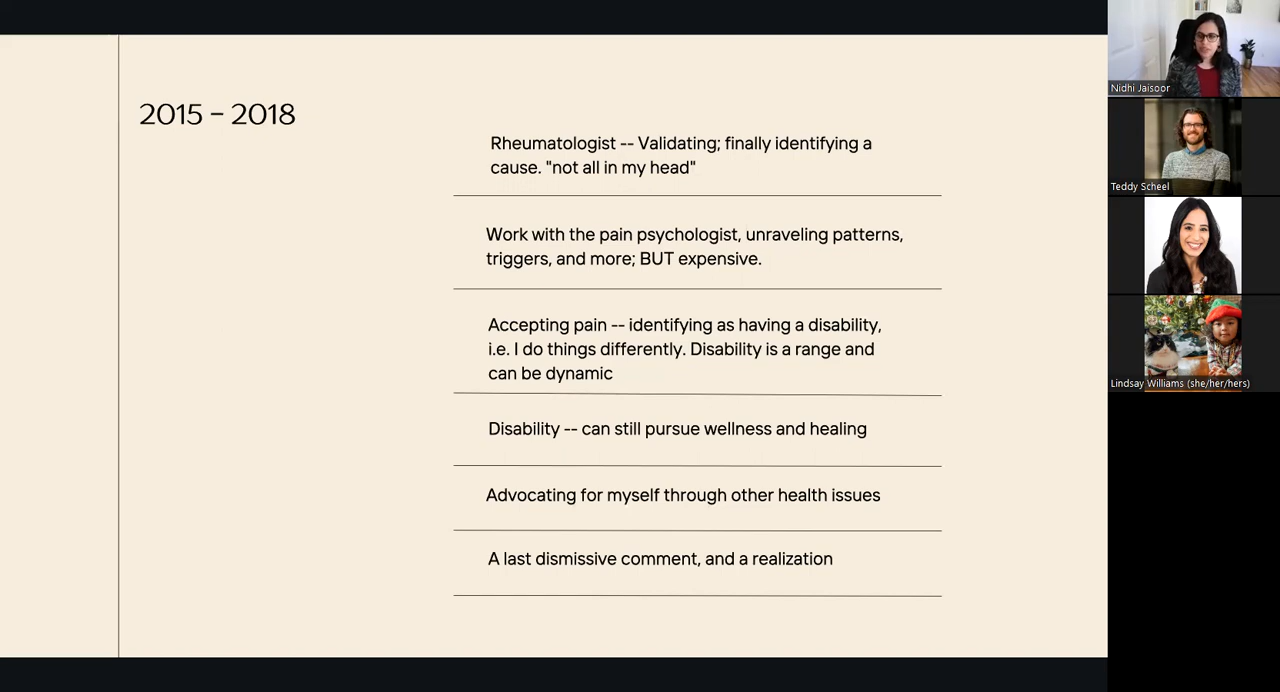 2015 – 2018
Rheumatologist -- Validating; finally identifying a
cause. "not all in my head"
Work with the pain psychologist, unraveling patterns,
triggers, and more; BUT expensive.
Accepting pain -- identifying as having a disability,
i.e. I do things differently. Disability is a range and
can be dynamic
Disability -- can still pursue wellness and healing
Advocating for myself through other health issues
A last dismissive comment, and a realization
Nidhi Jaisoor
Teddy Scheel
Lindsay Williams (she/her/hers)